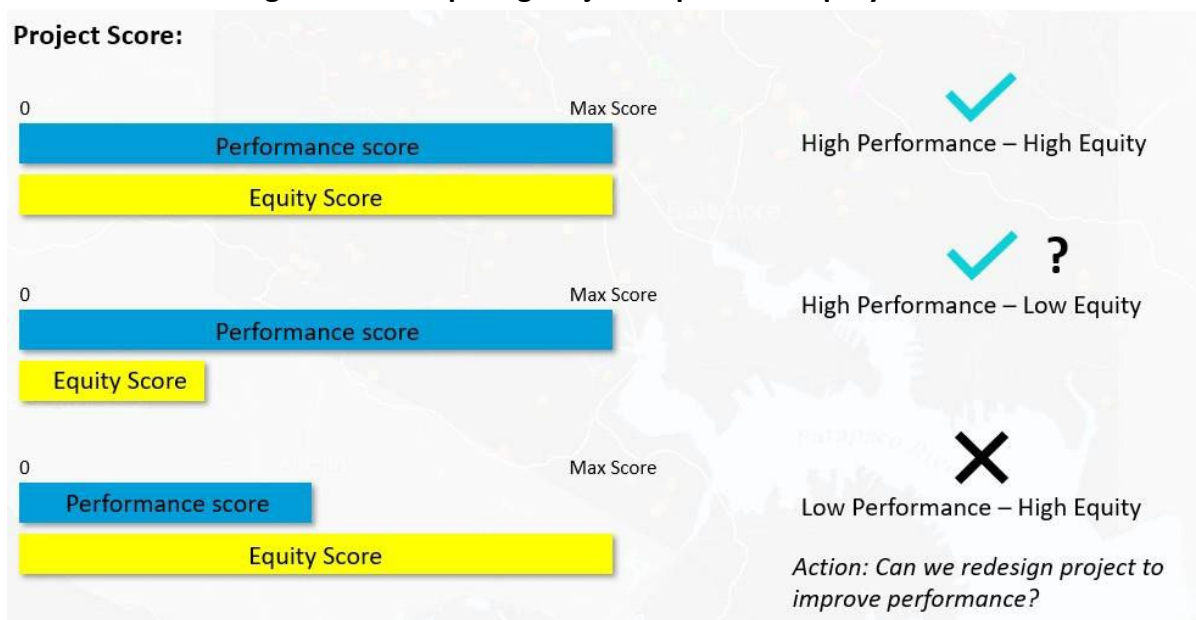 Project Score:
0 Max Score
Performance score
High Performance – High Equity
Equity Score
Baltimore
?
0 Max Score
High Performance – Low Equity
Performance score
Equity Score
0 Max Score
Performance score
Low Performance – High Equity
Equity Score
Action: Can we redesign project to
improve performance?